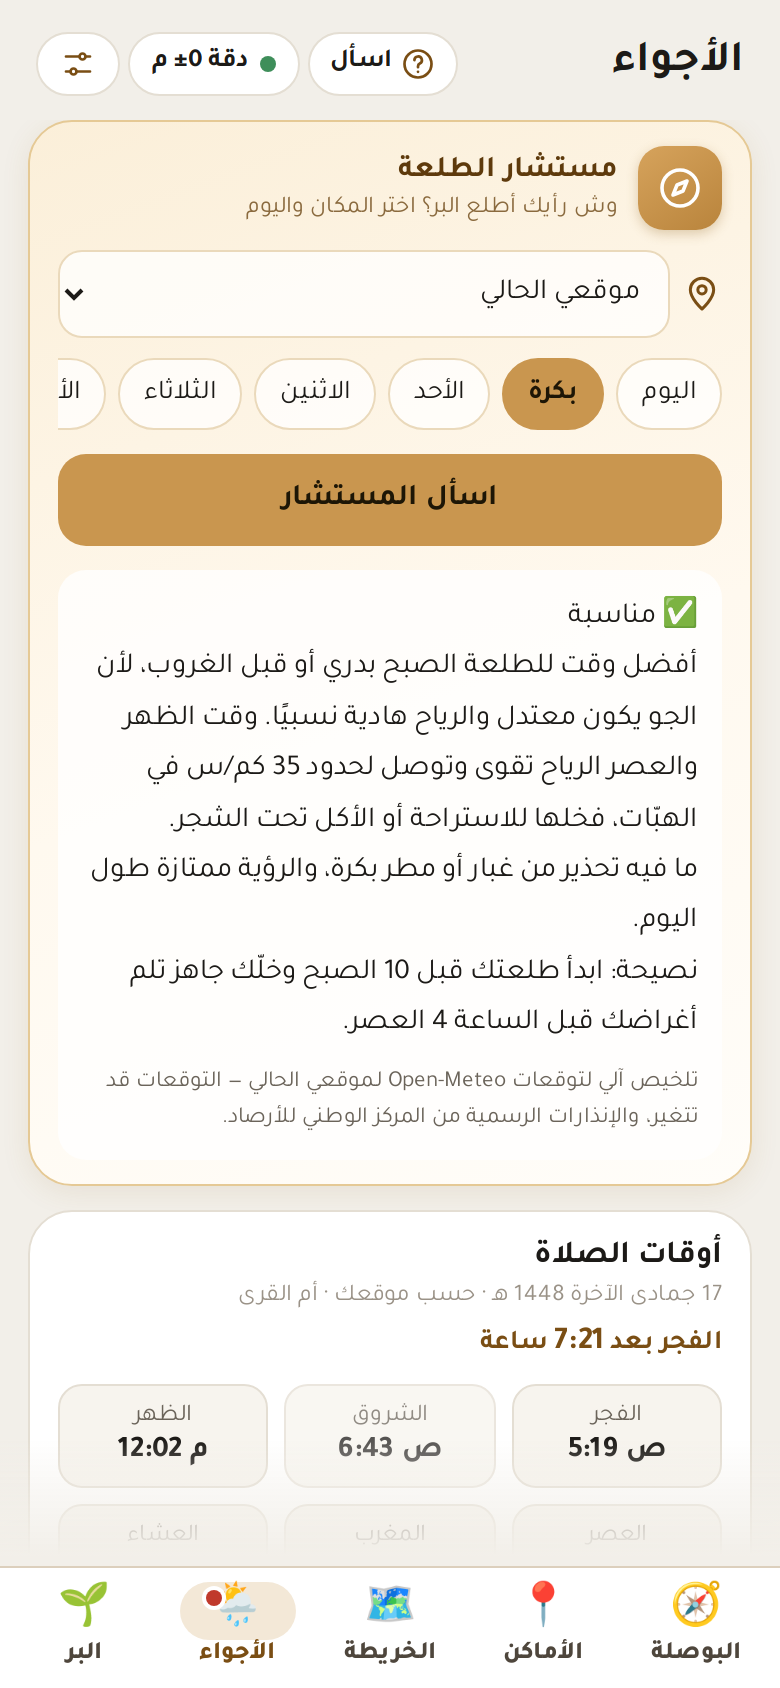 الأجواء
اسأل
دقة ±0 م
مستشار الطلعة
وش رأيك أطلع البر؟ اختر المكان واليوم
موقعي الحالي
اليوم
بكرة
الأحد
الاثنين
الثلاثاء
الأ
اسأل المستشار
✅ مناسبة
أفضل وقت للطلعة الصبح بدري أو قبل الغروب، لأن
الجو يكون معتدل والرياح هادية نسبيًا. وقت الظهر
والعصر الرياح تقوى وتوصل لحدود 35 كم/س في
الهبّات، فخلها للاستراحة أو الأكل تحت الشجر.
ما فيه تحذير من غبار أو مطر بكرة، والرؤية ممتازة طول
اليوم.
نصيحة: ابدأ طلعتك قبل 10 الصبح وخلّك جاهز تلم
أغراضك قبل الساعة 4 العصر.
تلخيص آلي لتوقعات Open-Meteo لموقعي الحالي — التوقعات قد
تتغير، والإنذارات الرسمية من المركز الوطني للأرصاد.
أوقات الصلاة
17 جمادى الآخرة 1448 هـ · حسب موقعك · أم القرى
الفجر بعد 7:21 ساعة
الفجر
5:19 ص
الشروق
6:43 ص
الظهر
12:02 م
العصر
المغرب
العشاء
البوصلة
الأماكن
الخريطة
الأجواء
البر